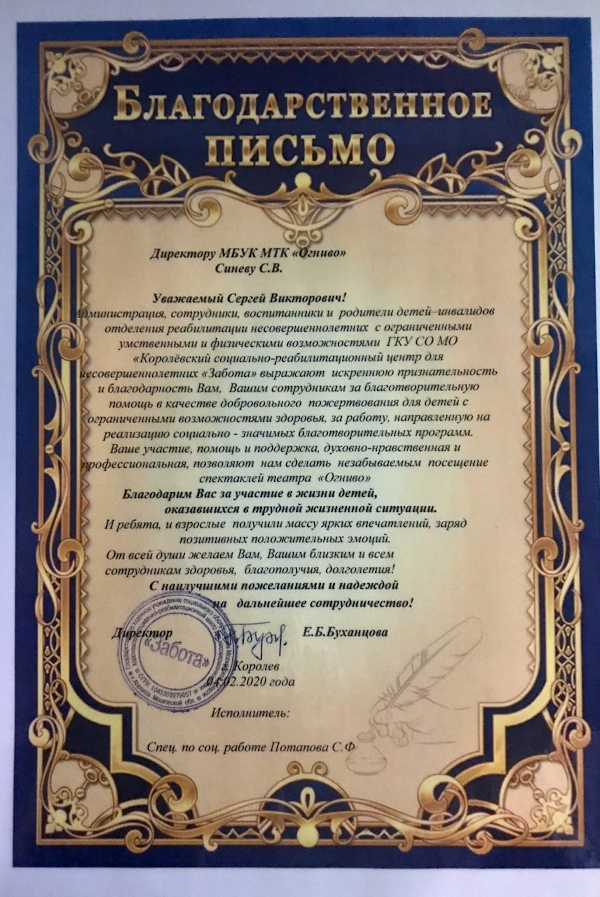 Благодарственное
письмо
Директору МБУК МТК «Огниво»
Синеву С.В.
Уважаемый Сергей Викторович!
Администрация, сотрудники, воспитанники и родители детей–инвалидов
отделения реабилитации несовершеннолетних с ограниченными
умственными и физическими возможностями ГКУ СО МО
«Королёвский социально-реабилитационный центр для
несовершеннолетних «Забота» выражают искреннюю признательность
и благодарность Вам, Вашим сотрудникам за благотворительную
помощь в качестве добровольного пожертвования для детей с
ограниченными возможностями здоровья, за работу, направленную на
реализацию социально - значимых благотворительных программ.
Ваше участие, помощь и поддержка, духовно-нравственная и
профессиональная, позволяют нам сделать незабываемым посещение
спектаклей театра «Огниво»
Благодарим Вас за участие в жизни детей,
оказавшихся в трудной жизненной ситуации.
И ребята, и взрослые получили массу ярких впечатлений, заряд
позитивных положительных эмоций.
От всей души желаем Вам, Вашим близким и всем
сотрудникам здоровья, благополучия, долголетия!
С наилучшими пожеланиями и надеждой
на дальнейшее сотрудничество!
Директор Е.Б.Буханцова
«Забота»
г. Королев
04.02.2020 года
Исполнитель:
Спец. по соц. работе Потапова С.Ф